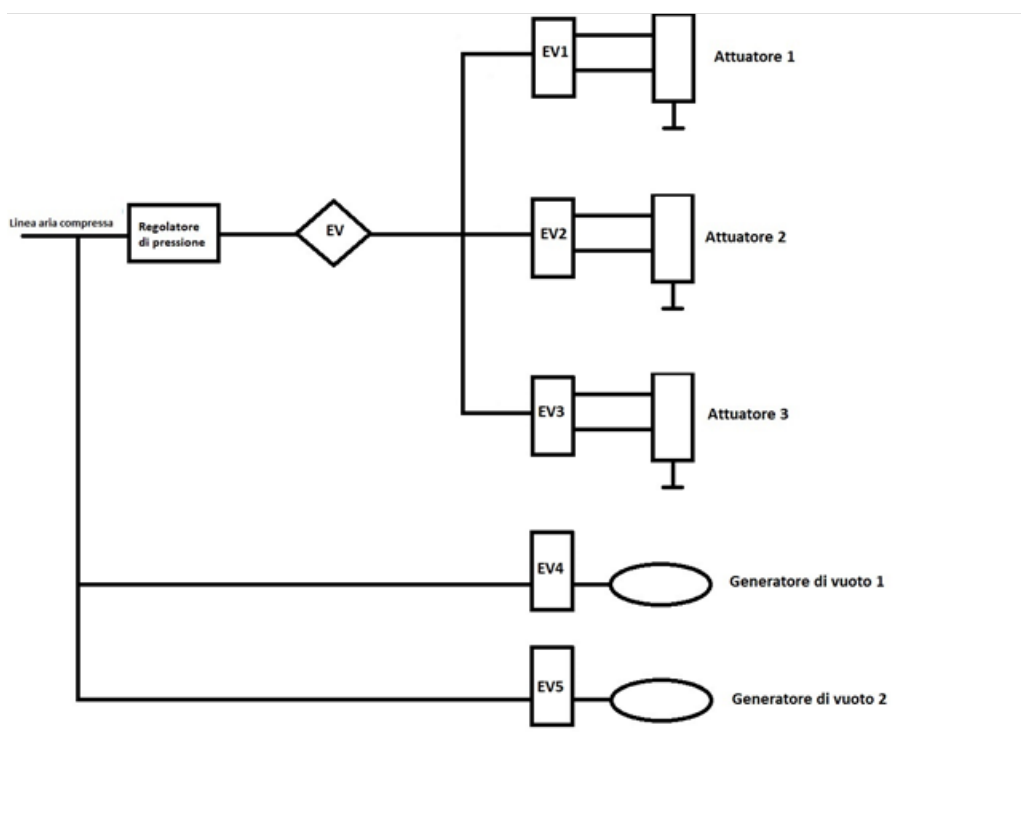 EV1
Attuatore 1
Linea aria compressa
Regolatore
di pressione
EV
EV2
Attuatore 2
EV3
Attuatore 3
EV4
Generatore di vuoto 1
EV5
Generatore di vuoto 2